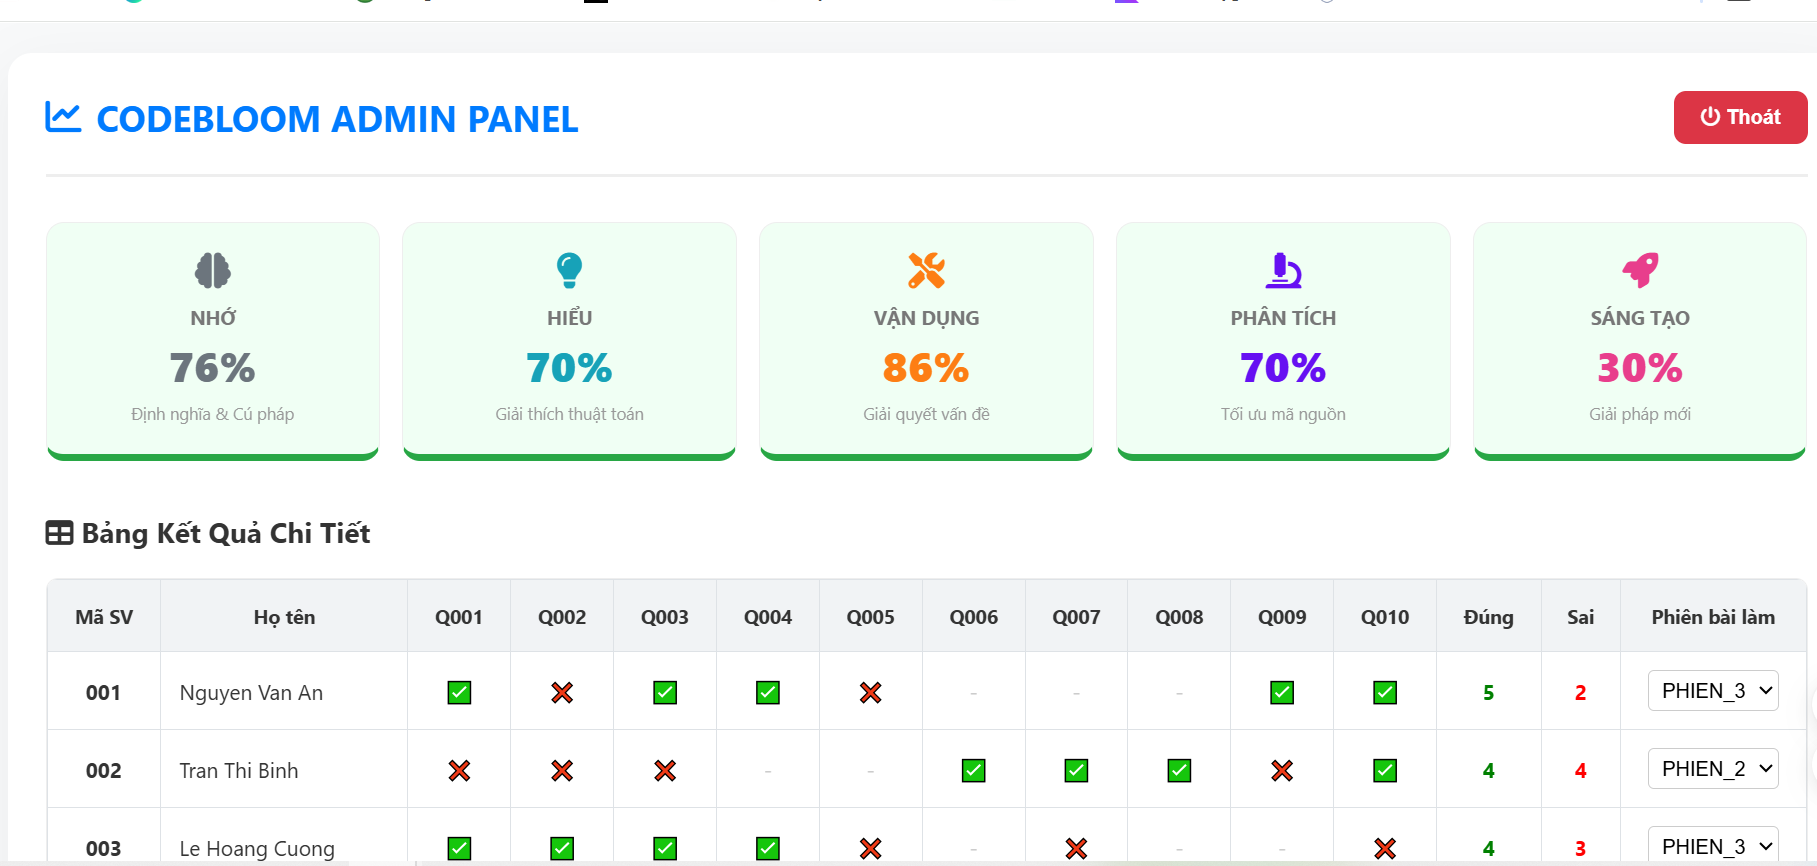 CODEBLOOM ADMIN PANEL
Thoát
NHỚ
76%
Định nghĩa & Cú pháp
HIỂU
70%
Giải thích thuật toán
VẬN DỤNG
86%
Giải quyết vấn đề
PHÂN TÍCH
70%
Tối ưu mã nguồn
SÁNG TẠO
30%
Giải pháp mới
Bảng Kết Quả Chi Tiết
Mã SV Họ tên Q001 Q002 Q003 Q004 Q005 Q006 Q007 Q008 Q009 Q010 Đúng Sai Phiên bài làm
001 Nguyen Van An ✅ ❌ ✅ ✅ ❌ - - - ✅ ✅ 5 2 PHIEN_3
002 Tran Thi Binh ❌ ❌ ❌ - - ✅ ✅ ✅ ❌ ✅ 4 4 PHIEN_2
003 Le Hoang Cuong ✅ ✅ ✅ ✅ ❌ - ❌ - - ❌ 4 3 PHIEN_3